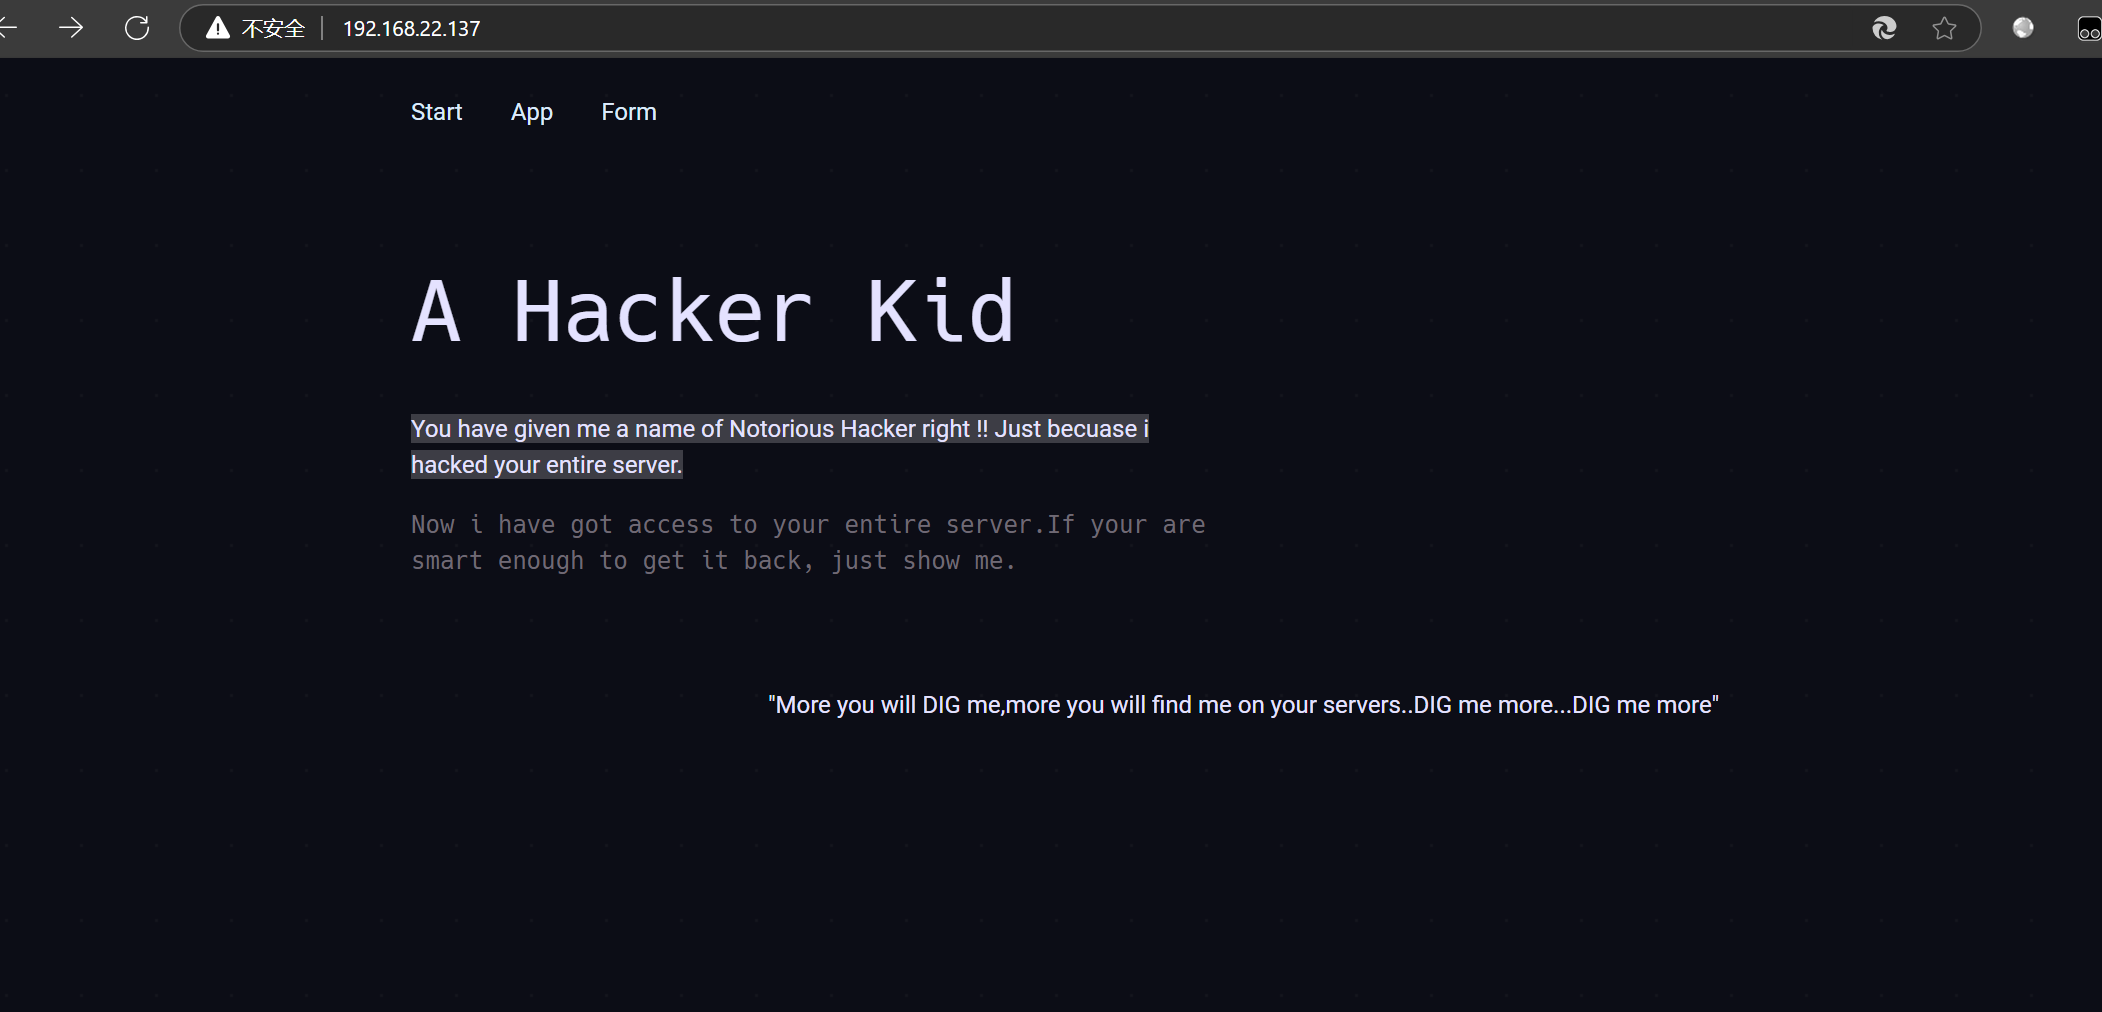 不安全 | 192.168.22.137
Start App Form
A Hacker Kid
You have given me a name of Notorious Hacker right !! Just becuase i
hacked your entire server.
Now i have got access to your entire server.If your are
smart enough to get it back, just show me.
"More you will DIG me,more you will find me on your servers..DIG me more...DIG me more"